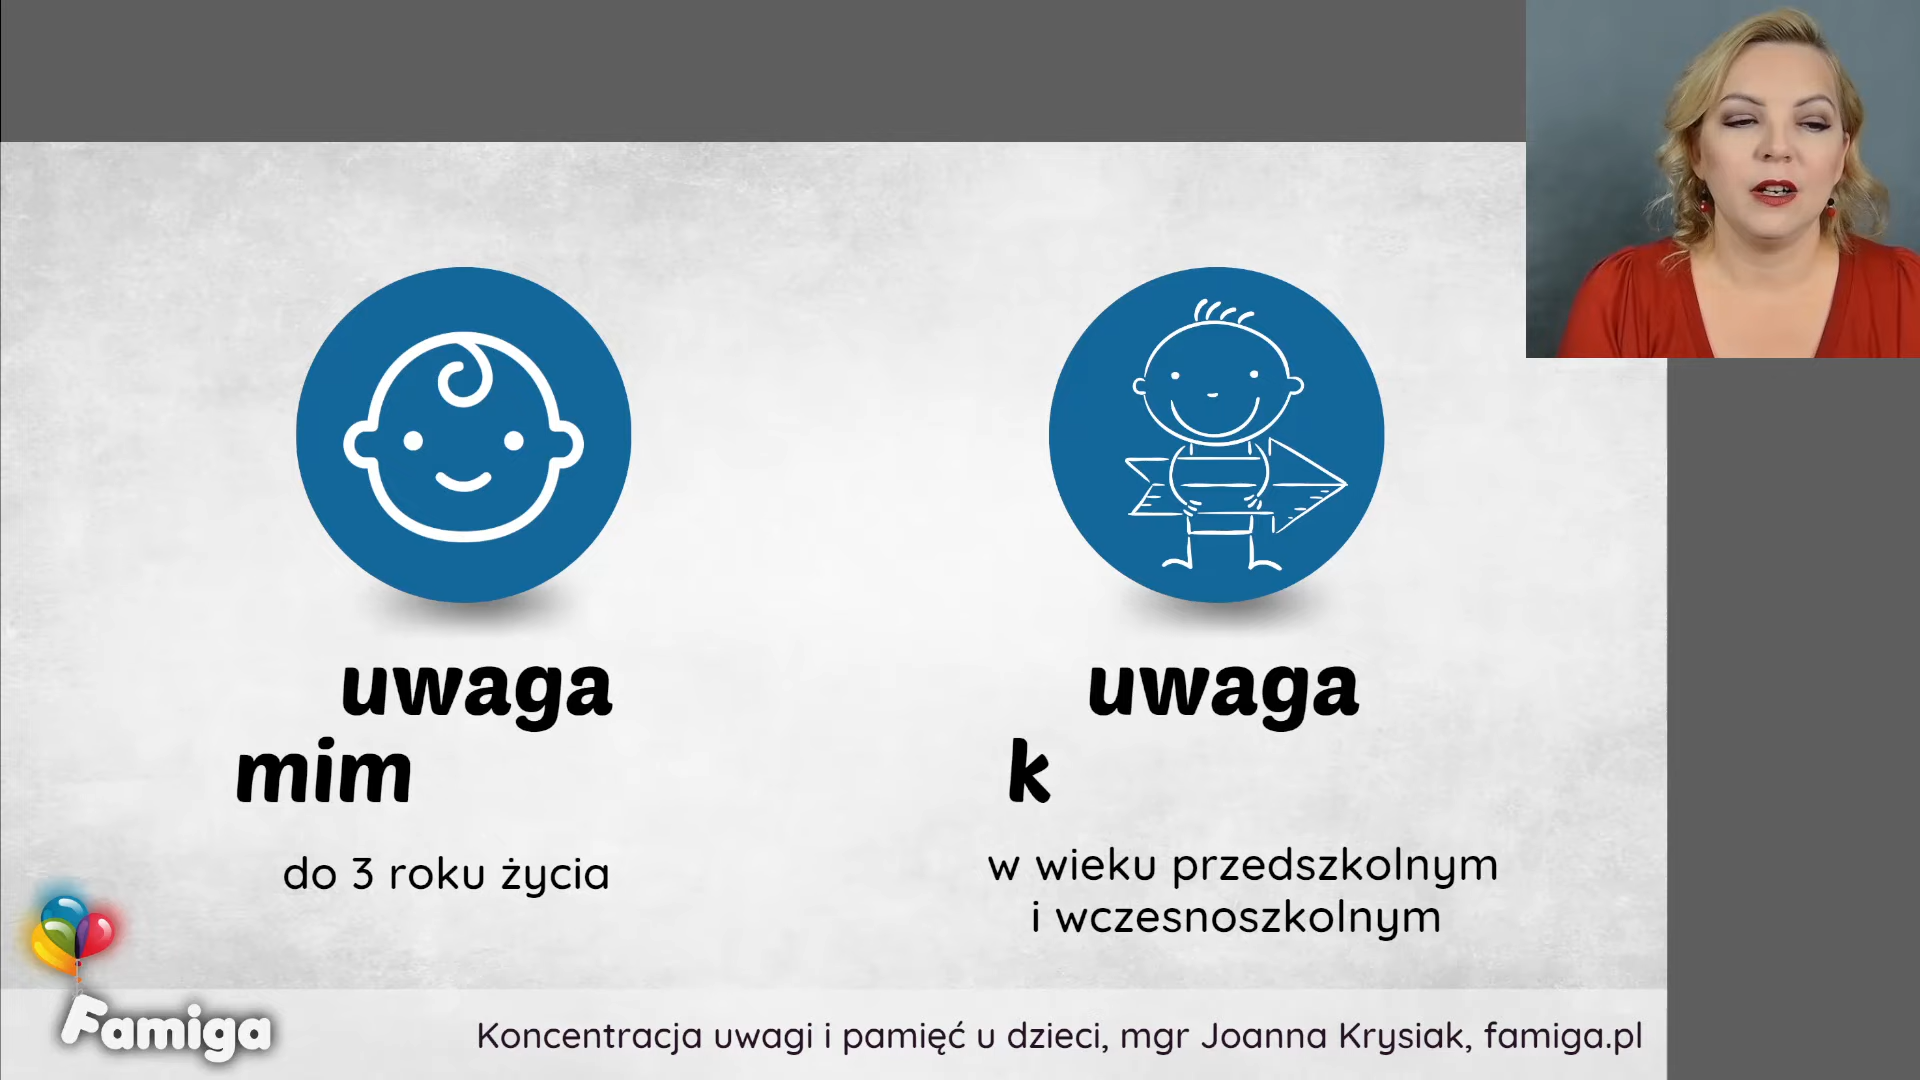 uwaga
mim
do 3 roku życia
uwaga
k
w wieku przedszkolnym
i wczesnoszkolnym
Famiga
Koncentracja uwagi i pamięć u dzieci, mgr Joanna Krysiak, famiga.pl